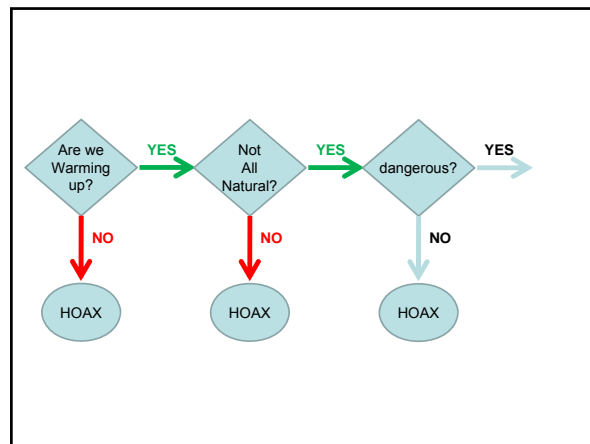 Are we
Warming
up?
YES
Not
All
Natural?
YES
dangerous?
YES
NO
NO
NO
HOAX
HOAX
HOAX